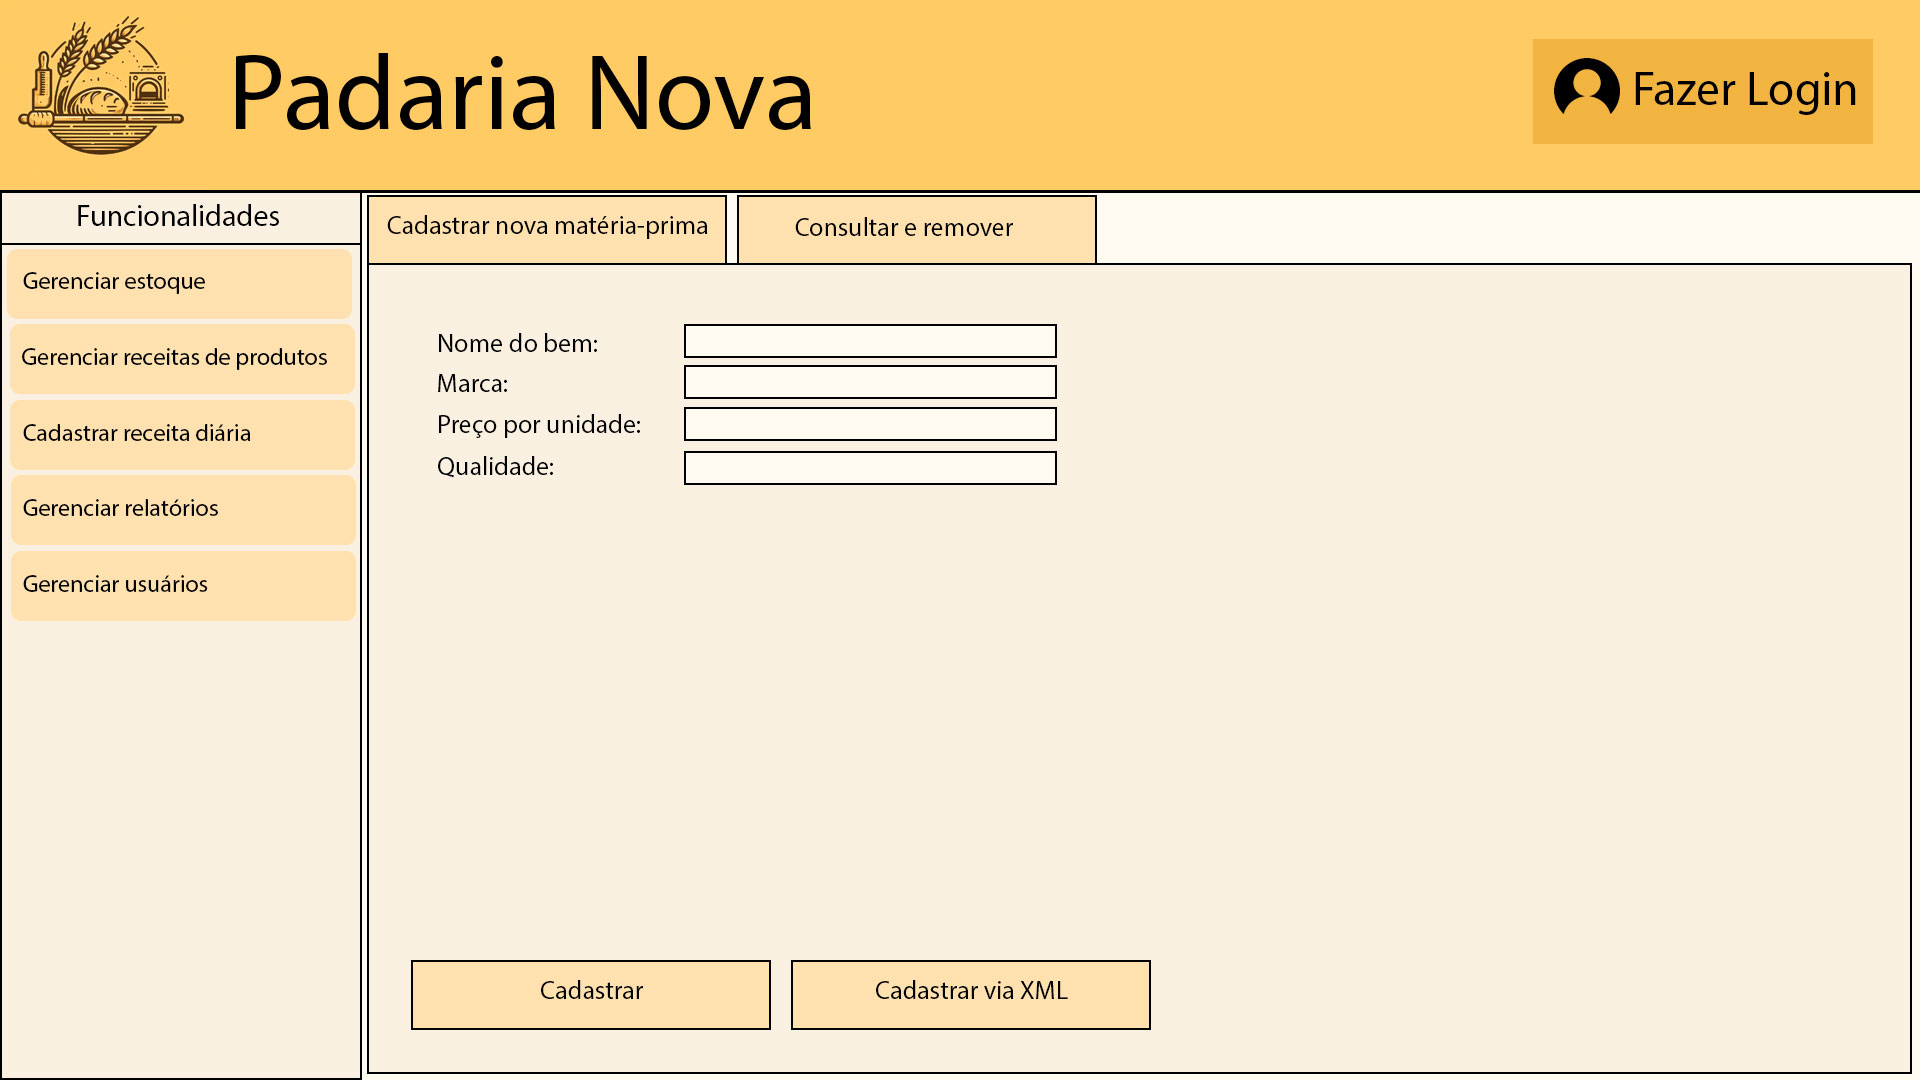 Padaria Nova
Fazer Login
Funcionalidades
Gerenciar estoque
Gerenciar receitas de produtos
Cadastrar receita diária
Gerenciar relatórios
Gerenciar usuários
Cadastrar nova matéria-prima
Consultar e remover
Nome do bem:
Marca:
Preço por unidade:
Qualidade:
Cadastrar
Cadastrar via XML